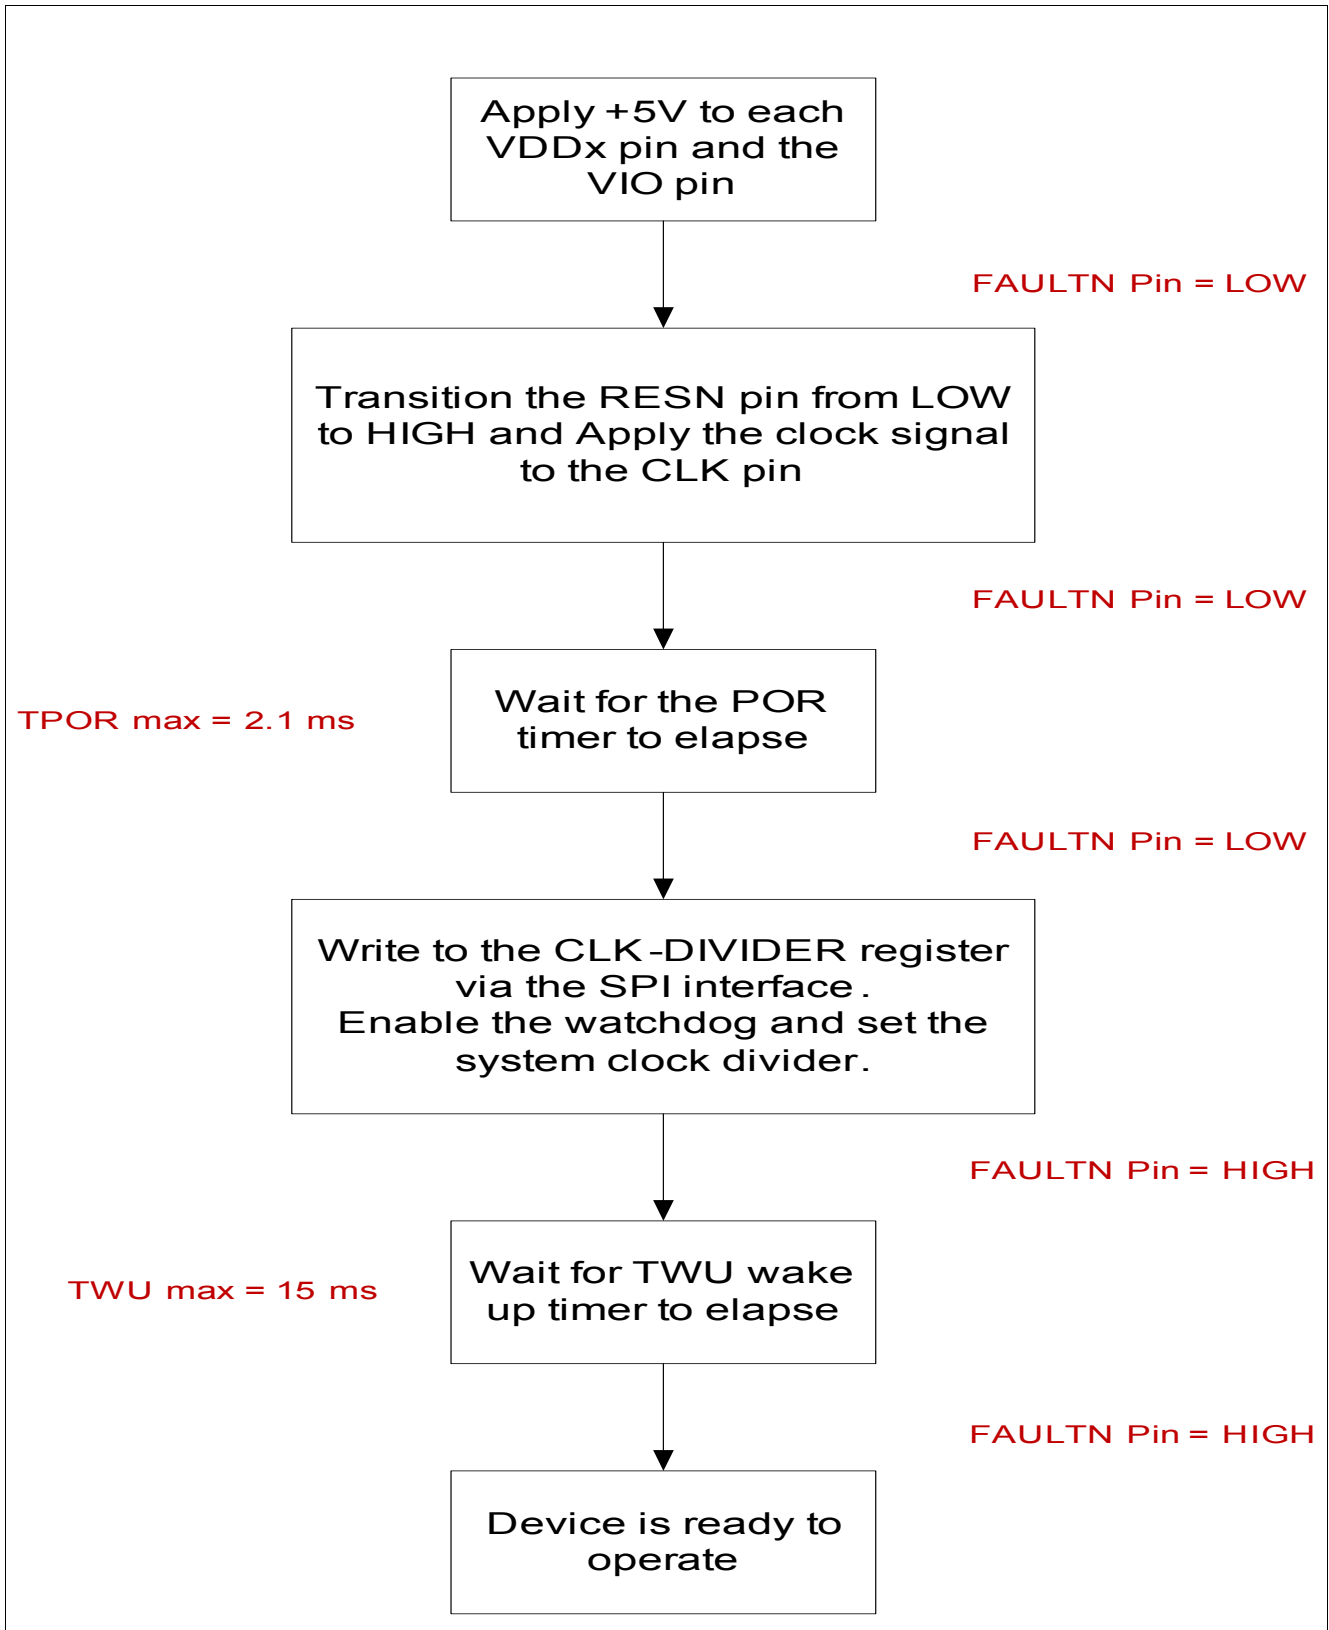 Apply +5V to each
VDDx pin and the
VIO pin
FAULTN Pin = LOW
Transition the RESN pin from LOW
to HIGH and Apply the clock signal
to the CLK pin
FAULTN Pin = LOW
Wait for the POR
timer to elapse
TPOR max = 2.1 ms
FAULTN Pin = LOW
Write to the CLK-DIVIDER register
via the SPI interface.
Enable the watchdog and set the
system clock divider.
FAULTN Pin = HIGH
Wait for TWU wake
up timer to elapse
TWU max = 15 ms
FAULTN Pin = HIGH
Device is ready to
operate